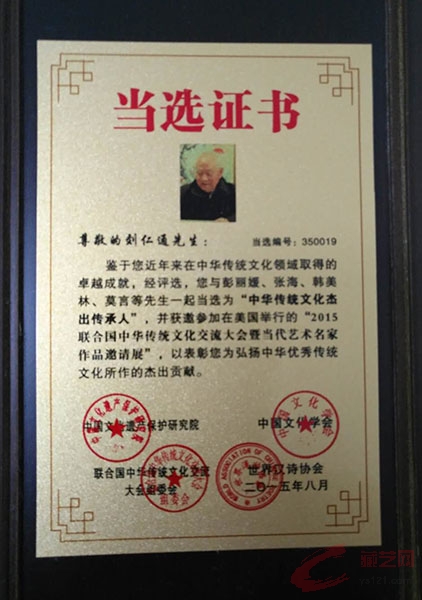 当选证书
尊敬的刘仁通先生： 当选编号：350019
鉴于您近年来在中华传统文化领域取得的
卓越成就，经评选，您与彭丽媛、张海、韩美
林、莫言等先生一起当选为“中华传统文化杰
出传承人”，并获邀参加在美国举行的“2015
联合国中华传统文化交流大会暨当代艺术名家
作品邀请展”，以表彰您为弘扬中华优秀传统
文化所作的杰出贡献。
中国文化遗产保护研究院 中国文化学会
联合国中华传统文化交流 世界汉诗协会
大会组委会 二〇一五年八月